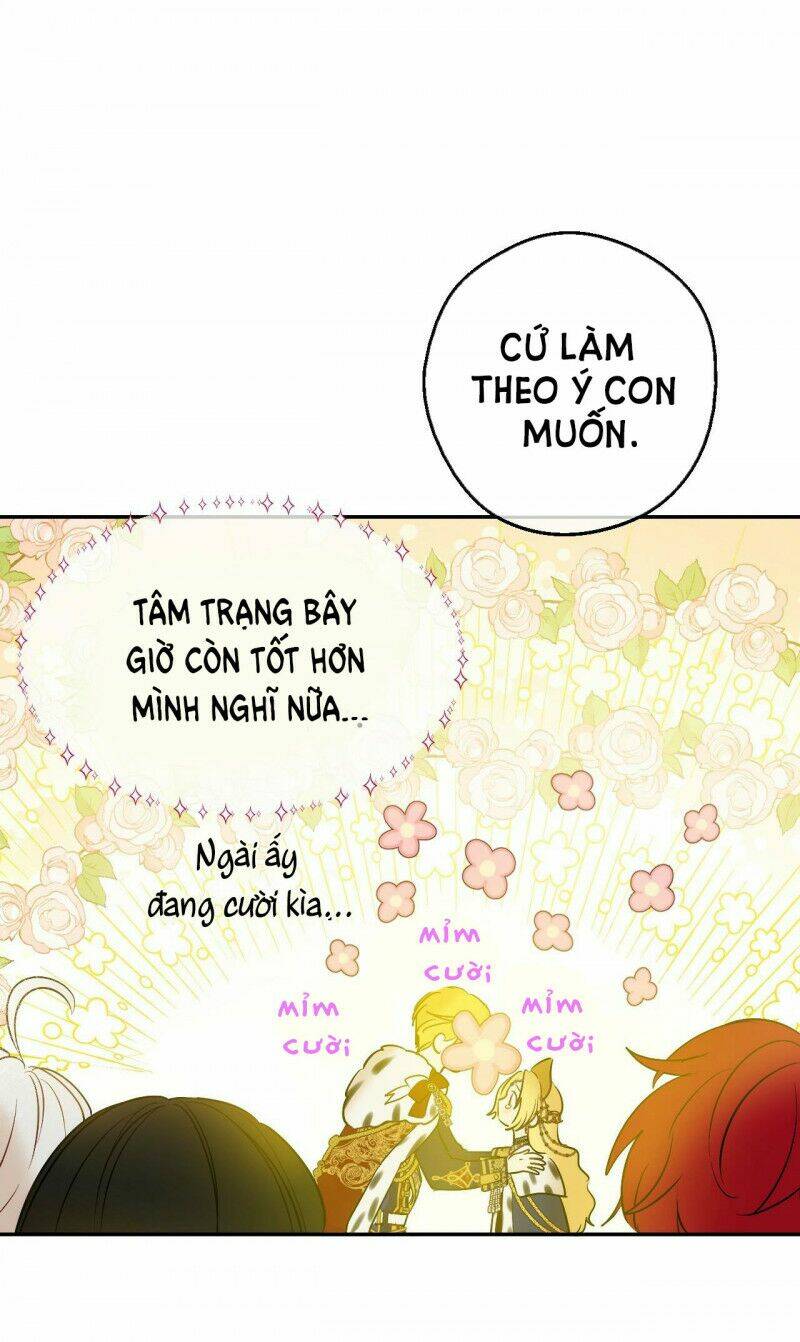 CỨ LÀM
THEO Ý CON
MUỐN.
TÂM TRẠNG BÂY
GIỜ CÒN TỐT HƠN
MÌNH NGHĨ NỮA...
Ngài ấy
đang cười kìa...
MỈM
CƯỜI
MỈM
CƯỜI
MỈM
CƯỜI